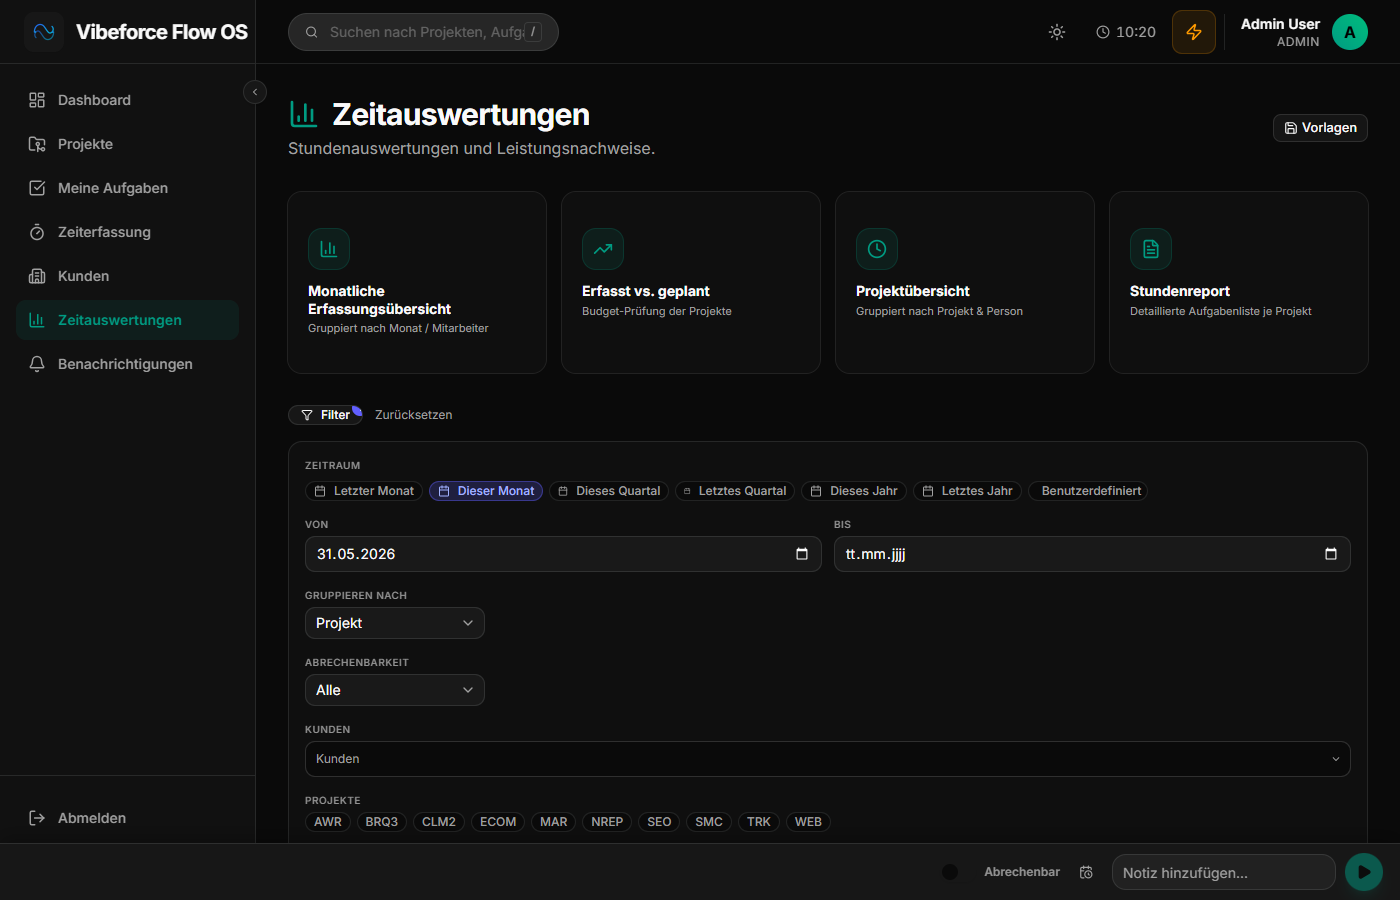 Vibeforce Flow OS
Suchen nach Projekten, Aufga /
10:20
Admin User
ADMIN
A
Dashboard
Projekte
Meine Aufgaben
Zeiterfassung
Kunden
Zeitauswertungen
Benachrichtigungen
Abmelden
Zeitauswertungen
Stundenauswertungen und Leistungsnachweise.
Vorlagen
Monatliche
Erfassungsübersicht
Gruppiert nach Monat / Mitarbeiter
Erfasst vs. geplant
Budget-Prüfung der Projekte
Projektübersicht
Gruppiert nach Projekt & Person
Stundenreport
Detaillierte Aufgabenliste je Projekt
Filter
Zurücksetzen
ZEITRAUM
Letzter Monat
Dieser Monat
Dieses Quartal
Letztes Quartal
Dieses Jahr
Letztes Jahr
Benutzerdefiniert
VON
31.05.2026
BIS
tt.mm.jjjj
GRUPPIEREN NACH
Projekt
ABRECHENBARKEIT
Alle
KUNDEN
Kunden
PROJEKTE
AWR
BRQ3
CLM2
ECOM
MAR
NREP
SEO
SMC
TRK
WEB
Abrechenbar
Notiz hinzufügen...